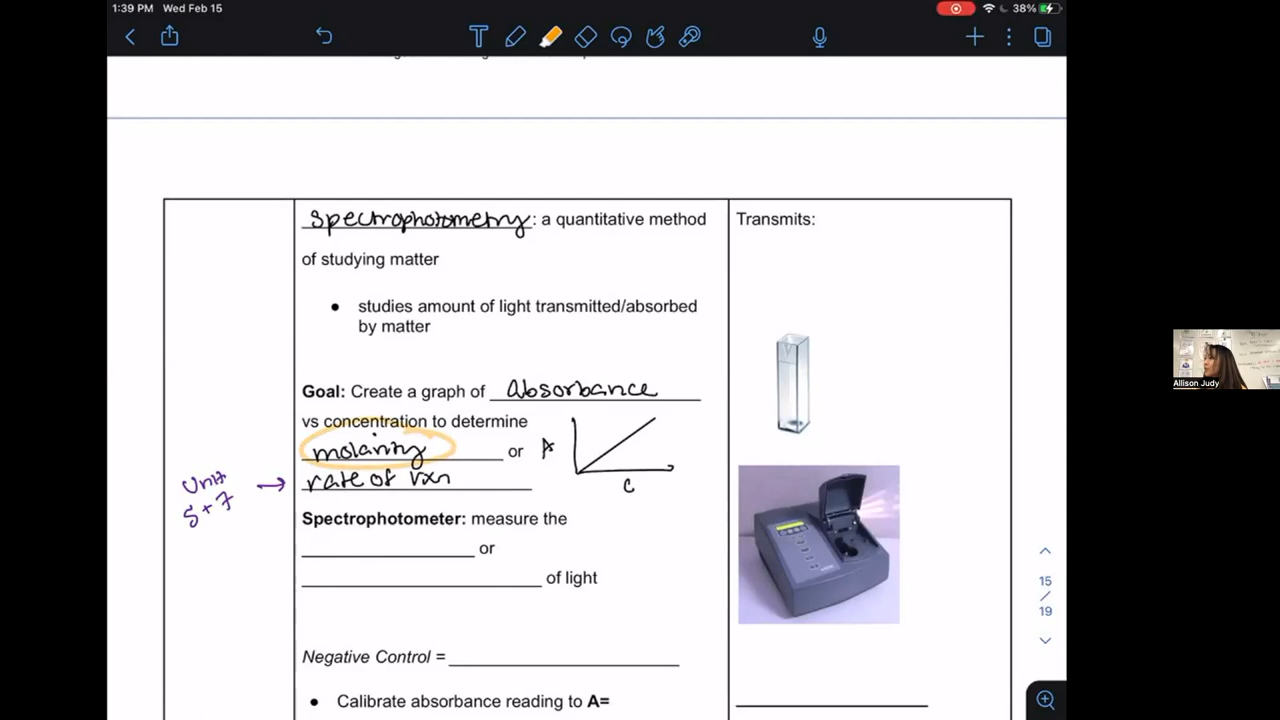 1:39 PM Wed Feb 15
38%
spectrophotometry: a quantitative method
of studying matter
• studies amount of light transmitted/absorbed
by matter
Goal: Create a graph of absorbance
vs concentration to determine
molarity or
rate of rxn
A
C
Unit
5+7
Spectrophotometer: measure the
or
of light
Negative Control =
• Calibrate absorbance reading to A=
Transmits:
15
/
19
Allison Judy